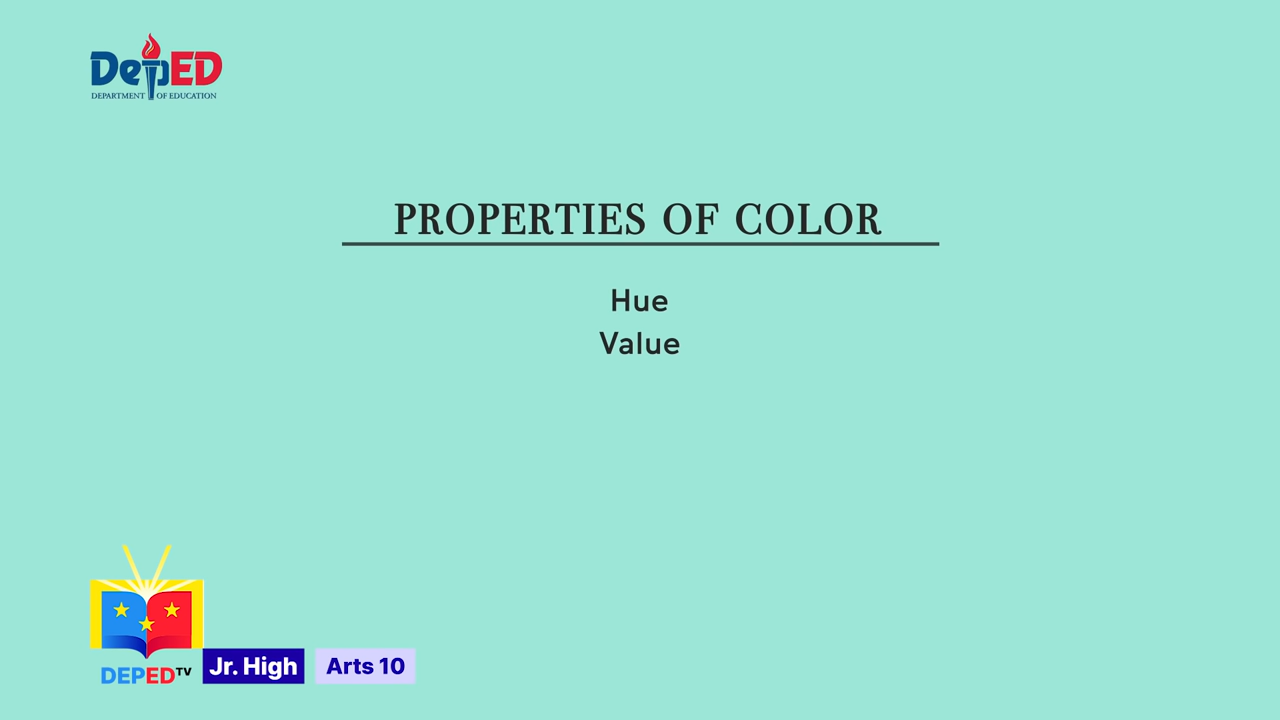 DepED
DEPARTMENT OF EDUCATION
PROPERTIES OF COLOR
Hue
Value
DEPED TV
Jr. High
Arts 10